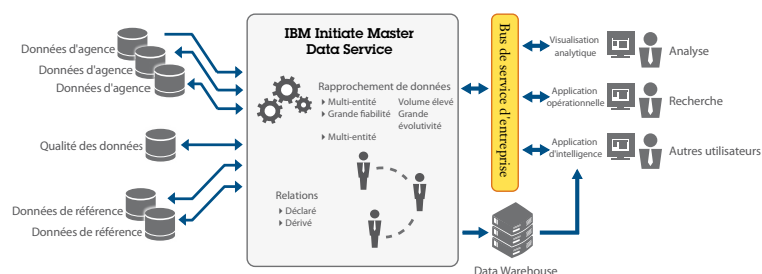 Données d'agence
Données d'agence
Données d'agence
Qualité des données
Données de référence
Données de référence
IBM Initiate Master
Data Service
Rapprochement de données
Multi-entité
Grande fiabilité
Multi-entité
Volume élevé
Grande
évolutivité
Relations
Déclaré
Dérivé
Bus de service d'entreprise
Visualisation
analytique
Analyse
Application
opérationnelle
Recherche
Application
d'intelligence
Autres utilisateurs
Data Warehouse